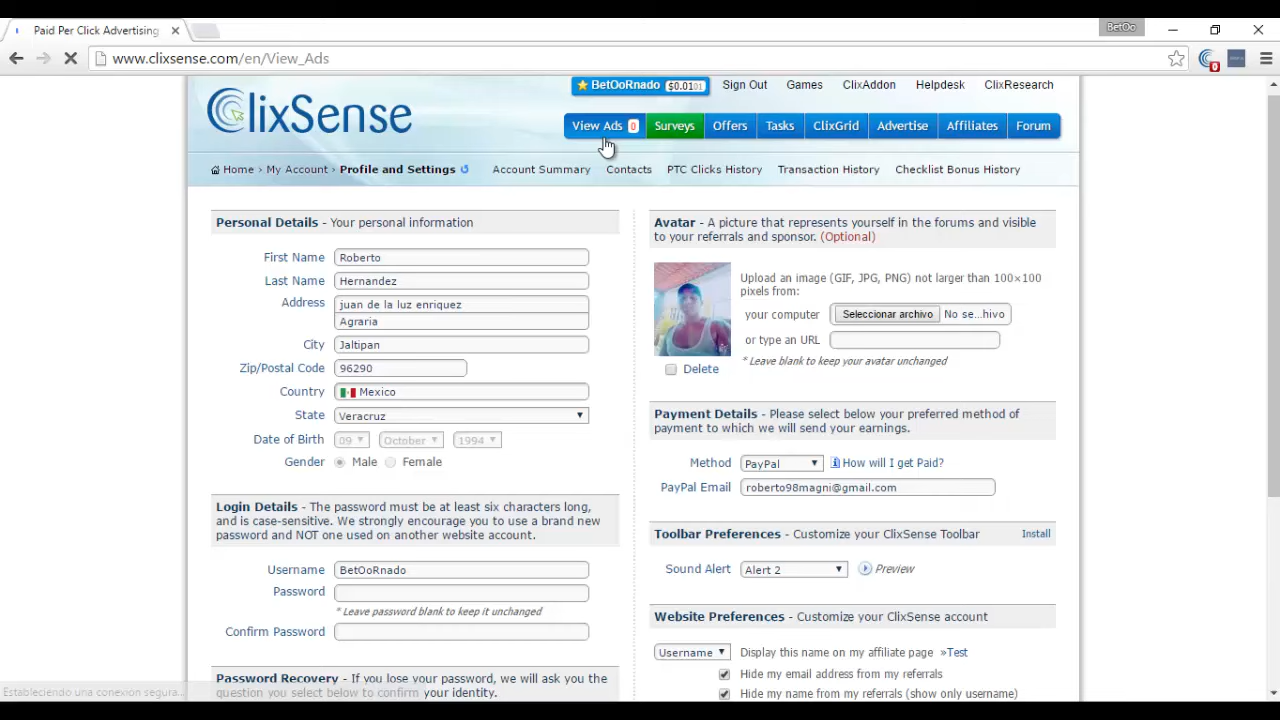 Paid Per Click Advertising
BetOo
www.clixsense.com/en/View_Ads
0
ClixSense
BetOoRnado $0.0101
Sign Out
Games
ClixAddon
Helpdesk
ClixResearch
View Ads 0
Surveys
Offers
Tasks
ClixGrid
Advertise
Affiliates
Forum
Home › My Account › Profile and Settings
Account Summary
Contacts
PTC Clicks History
Transaction History
Checklist Bonus History
Personal Details - Your personal information
First Name Roberto
Last Name Hernandez
Address juan de la luz enriquez
Agraria
City Jaltipan
Zip/Postal Code 96290
Country Mexico
State Veracruz
Date of Birth 09 October 1994
Gender Male Female
Login Details - The password must be at least six characters long,
and is case-sensitive. We strongly encourage you to use a brand new
password and NOT one used on another website account.
Username BetOoRnado
Password
* Leave password blank to keep it unchanged
Confirm Password
Password Recovery - If you lose your password, we will ask you the
question you select below to confirm your identity.
Estableciendo una conexión segura...
Avatar - A picture that represents yourself in the forums and visible
to your referrals and sponsor. (Optional)
Upload an image (GIF, JPG, PNG) not larger than 100×100
pixels from:
your computer Seleccionar archivo No se...hivo
or type an URL
* Leave blank to keep your avatar unchanged
Delete
Payment Details - Please select below your preferred method of
payment to which we will send your earnings.
Method PayPal How will I get Paid?
PayPal Email roberto98magni@gmail.com
Toolbar Preferences - Customize your ClixSense Toolbar Install
Sound Alert Alert 2 Preview
Website Preferences - Customize your ClixSense account
Username Display this name on my affiliate page »Test
Hide my email address from my referrals
Hide my name from my referrals (show only username)